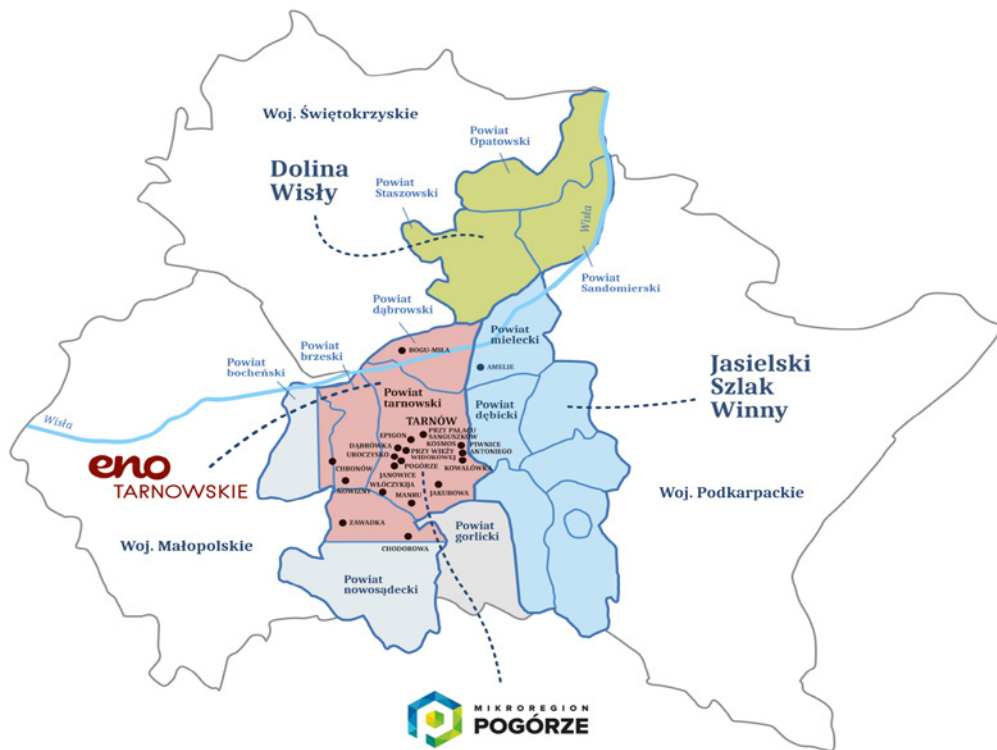 Woj. Świętokrzyskie
Powiat
Opatowski
Dolina
Wisły
Powiat
Staszowski
Wisła
Powiat
Sandomierski
Powiat
dąbrowski
Powiat
mielecki
Powiat
brzeski
Powiat
bocheński
BOGU-MIŁA
AMELIE
Jasielski
Szlak
Winny
Powiat
tarnowski
Powiat
dębicki
Wisła
TARNÓW
PRZY PAŁACU
SANGUSZKÓW
EPIGON
KOSMOS
PIWNICE
ANTONIEGO
DĄBRÓWKA
UROCZYSKO
PRZY WIEŻY
WIDOKOWEJ
POGÓRZE
KOWALÓWKA
CHRONÓW
JANOWICE
NOWIZNY
WŁÓCZYKIJA
JAKUBOWA
MANRU
eno
TARNOWSKIE
Woj. Podkarpackie
ZAWADKA
Powiat
gorlicki
Woj. Małopolskie
CHODOROWA
Powiat
nowosądecki
MIKROREGION
POGÓRZE